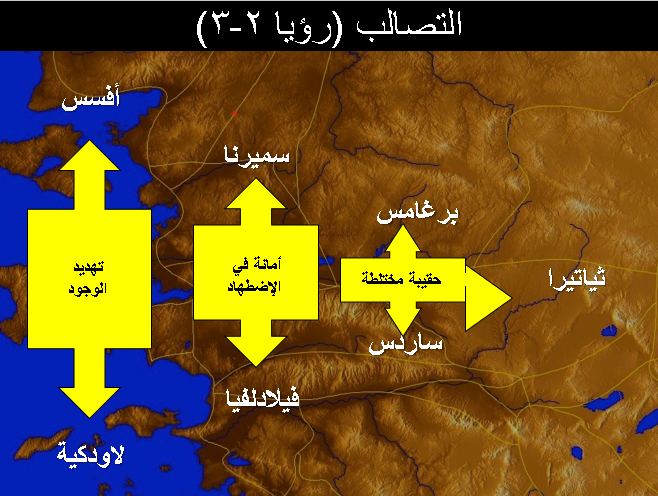 التصالب (رؤيا ٢-٣)
أفسس
سميرنا
برغامس
ثياتيرا
تهديد
الوجود
أمانة في
الإضطهاد
حقيبة مختلطة
ساردس
فيلادلفيا
لاودكية